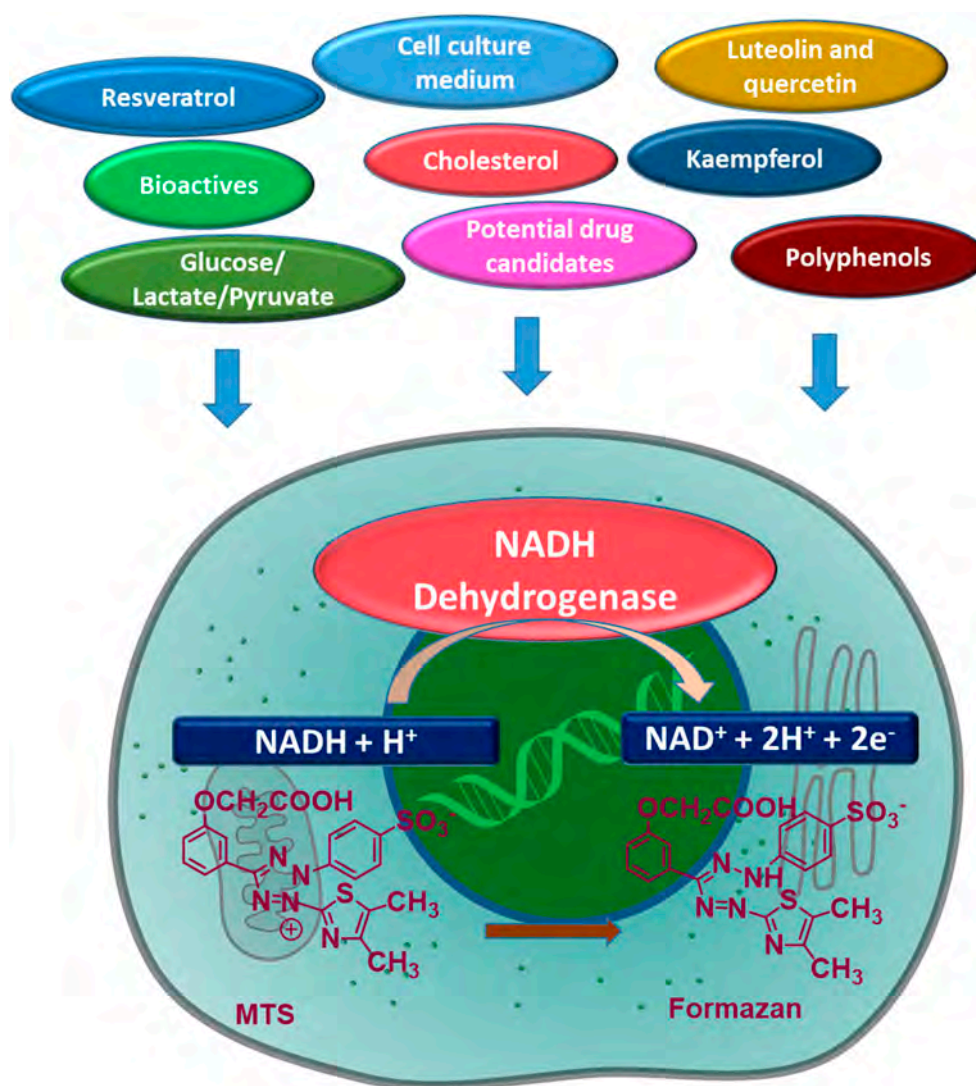 Cell culture
medium
Luteolin and
quercetin
Resveratrol
Cholesterol
Kaempferol
Bioactives
Potential drug
candidates
Polyphenols
Glucose/
Lactate/Pyruvate
NADH
Dehydrogenase
NADH + H⁺
NAD⁺ + 2H⁺ + 2e⁻
OCH₂COOH
SO₃⁻
N
N
N=N
⊕
S
N
CH₃
CH₃
MTS
OCH₂COOH
SO₃⁻
N
NH
N=N
S
N
CH₃
CH₃
Formazan